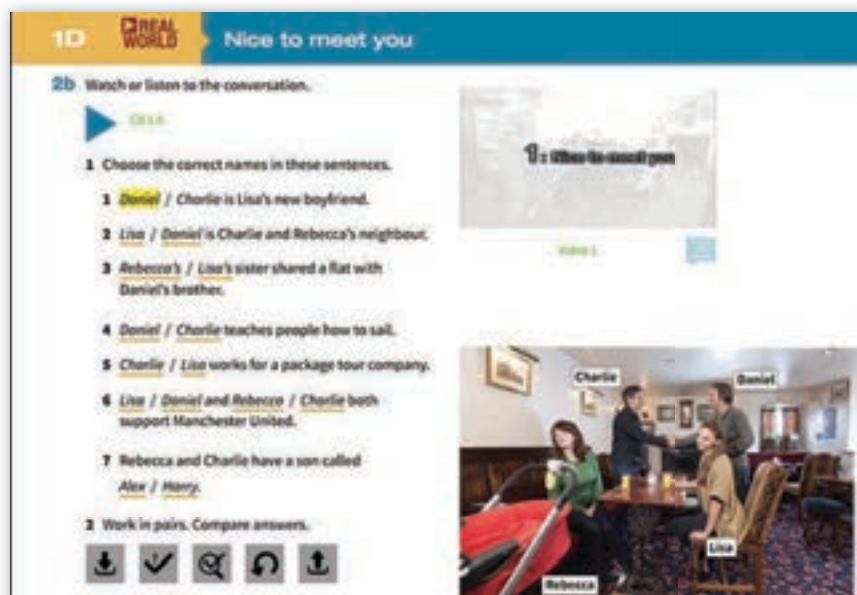 1D REAL WORLD Nice to meet you
2b Watch or listen to the conversation.
1 Choose the correct names in these sentences.
1 Daniel / Charlie is Lisa's new boyfriend.
2 Lisa / Daniel is Charlie and Rebecca's neighbour.
3 Rebecca's / Lisa's sister shared a flat with
Daniel's brother.
4 Daniel / Charlie teaches people how to sail.
5 Charlie / Lisa works for a package tour company.
6 Lisa / Daniel and Rebecca / Charlie both
support Manchester United.
7 Rebecca and Charlie have a son called
Alex / Harry.
2 Work in pairs. Compare answers.
1: Nice to meet you
Video 1
Charlie
Daniel
Lisa
Rebecca